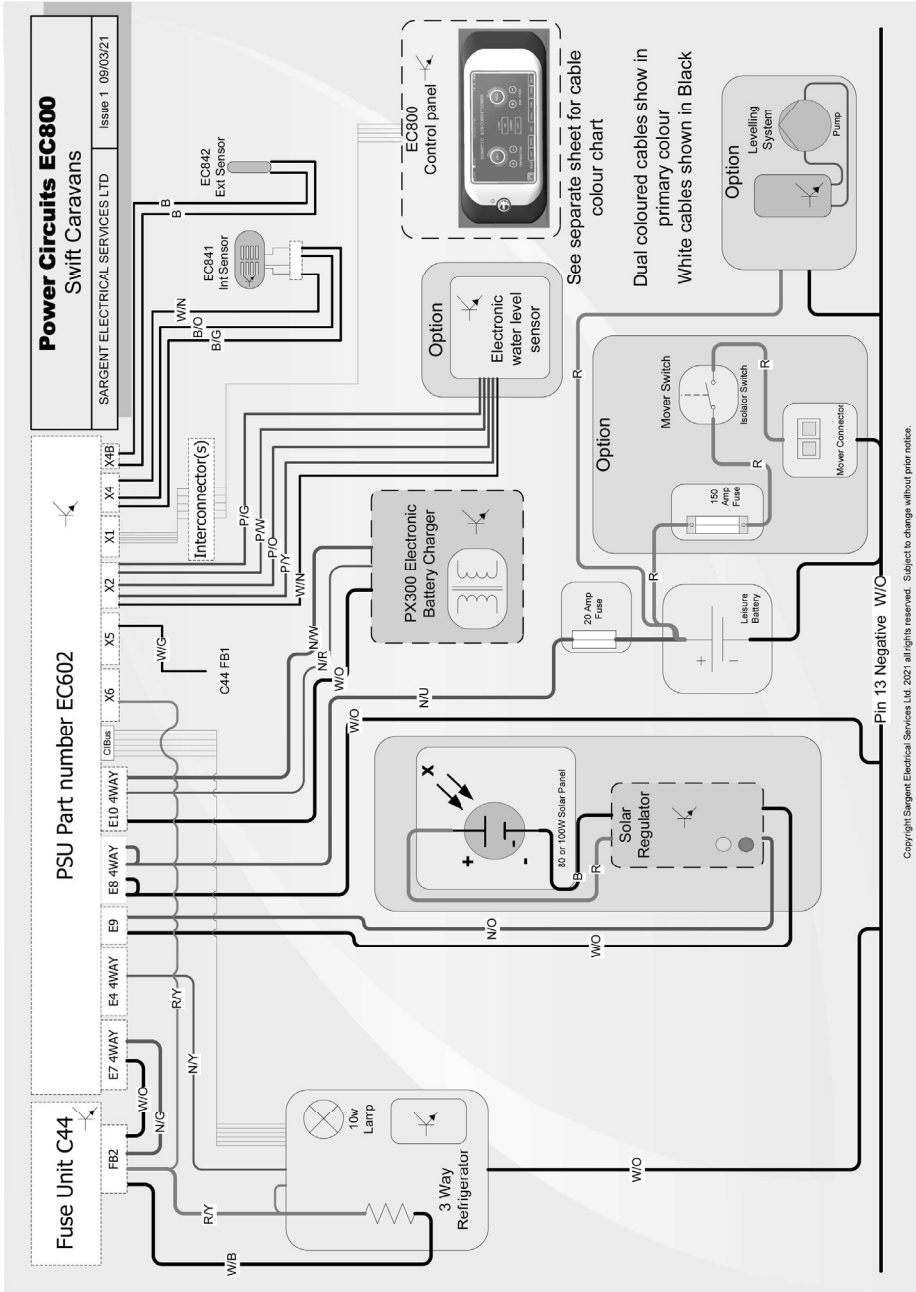 Power Circuits EC800
Swift Caravans
SARGENT ELECTRICAL SERVICES LTD
Issue 1 09/03/21
Fuse Unit C44
FB2
PSU Part number EC602
E7 4WAY
E4 4WAY
E9
E8 4WAY
E10 4WAY
CIBus
X6
X5
X2
X1
X4
X4B
W/O
N/G
R/Y
N/Y
W/G
C44 FB1
Interconnector(s)
P/G
P/W
P/O
P/Y
W/N
W/N
B/O
B/G
B
B
EC841
Int Sensor
EC842
Ext Sensor
R/Y
W/B
10w
Lamp
3 Way
Refrigerator
W/O
N/O
W/O
X
+
-
-
80 or 100W Solar Panel
B
R
Solar
Regulator
N/W
N/R
W/O
N/U
W/O
PX300 Electronic
Battery Charger
Option
Electronic
water level
sensor
EC800
Control panel
See separate sheet for cable
colour chart
Dual coloured cables show in
primary colour
White cables shown in Black
20 Amp
Fuse
+
-
Leisure
Battery
R
R
Option
150
Amp
Fuse
R
Mover Switch
Isolator Switch
R
Mover Connector
Option
Levelling
System
Pump
Pin 13 Negative W/O
Copyright Sargent Electrical Services Ltd. 2021 all rights reserved. Subject to change without prior notice.